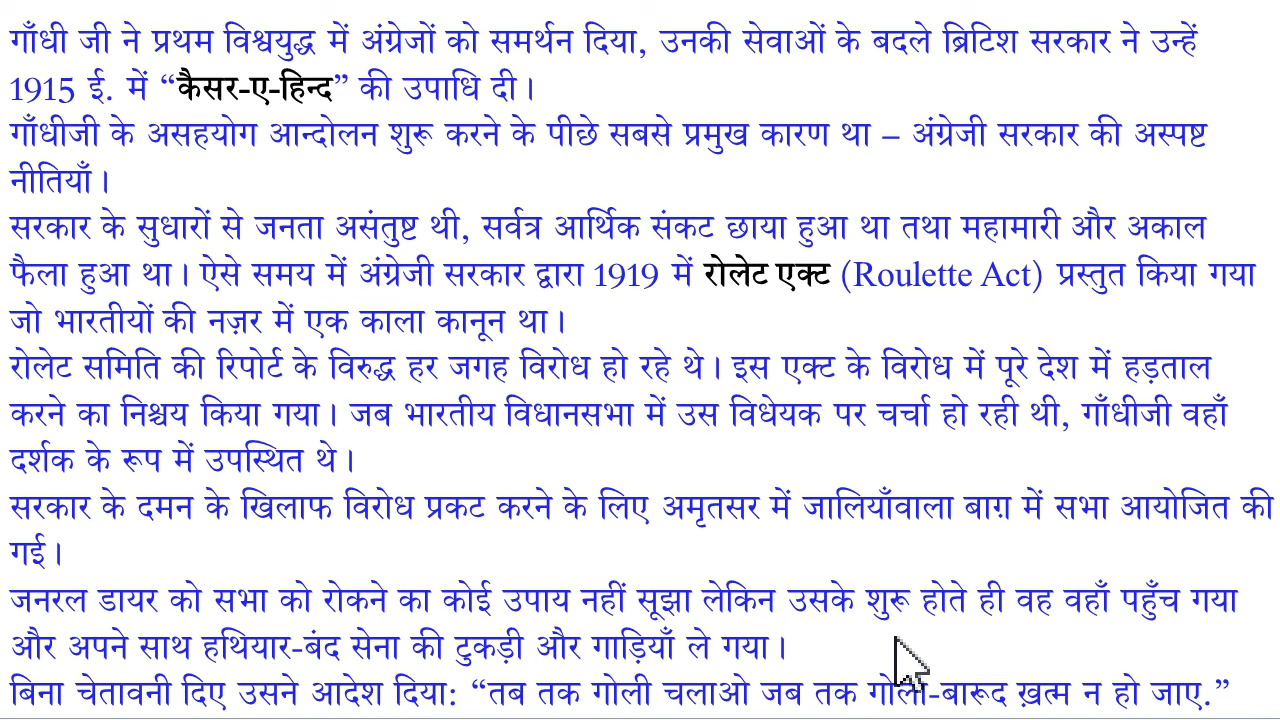 गाँधी जी ने प्रथम विश्वयुद्ध में अंग्रेजों को समर्थन दिया, उनकी सेवाओं के बदले ब्रिटिश सरकार ने उन्हें
1915 ई. में “कैसर-ए-हिन्द” की उपाधि दी।
गाँधीजी के असहयोग आन्दोलन शुरू करने के पीछे सबसे प्रमुख कारण था – अंग्रेजी सरकार की अस्पष्ट
नीतियाँ।
सरकार के सुधारों से जनता असंतुष्ट थी, सर्वत्र आर्थिक संकट छाया हुआ था तथा महामारी और अकाल
फैला हुआ था। ऐसे समय में अंग्रेजी सरकार द्वारा 1919 में रोलेट एक्ट (Roulette Act) प्रस्तुत किया गया
जो भारतीयों की नज़र में एक काला कानून था।
रोलेट समिति की रिपोर्ट के विरुद्ध हर जगह विरोध हो रहे थे। इस एक्ट के विरोध में पूरे देश में हड़ताल
करने का निश्चय किया गया। जब भारतीय विधानसभा में उस विधेयक पर चर्चा हो रही थी, गाँधीजी वहाँ
दर्शक के रूप में उपस्थित थे।
सरकार के दमन के खिलाफ विरोध प्रकट करने के लिए अमृतसर में जालियाँवाला बाग़ में सभा आयोजित की
गई।
जनरल डायर को सभा को रोकने का कोई उपाय नहीं सूझा लेकिन उसके शुरू होते ही वह वहाँ पहुँच गया
और अपने साथ हथियार-बंद सेना की टुकड़ी और गाड़ियाँ ले गया।
बिना चेतावनी दिए उसने आदेश दिया: “तब तक गोली चलाओ जब तक गोला-बारूद ख़त्म न हो जाए.”